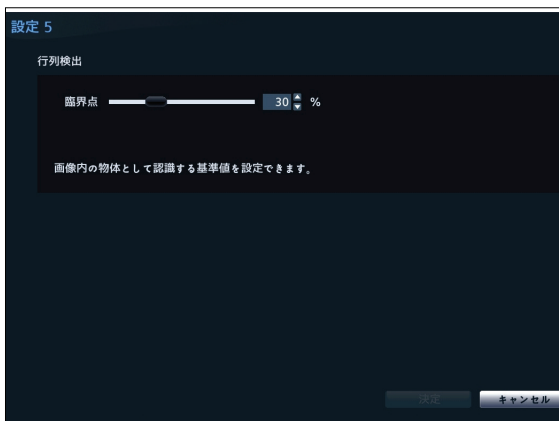 設定 5
行列検出
臨界点 30 %
画像内の物体として認識する基準値を設定できます。
決定 キャンセル